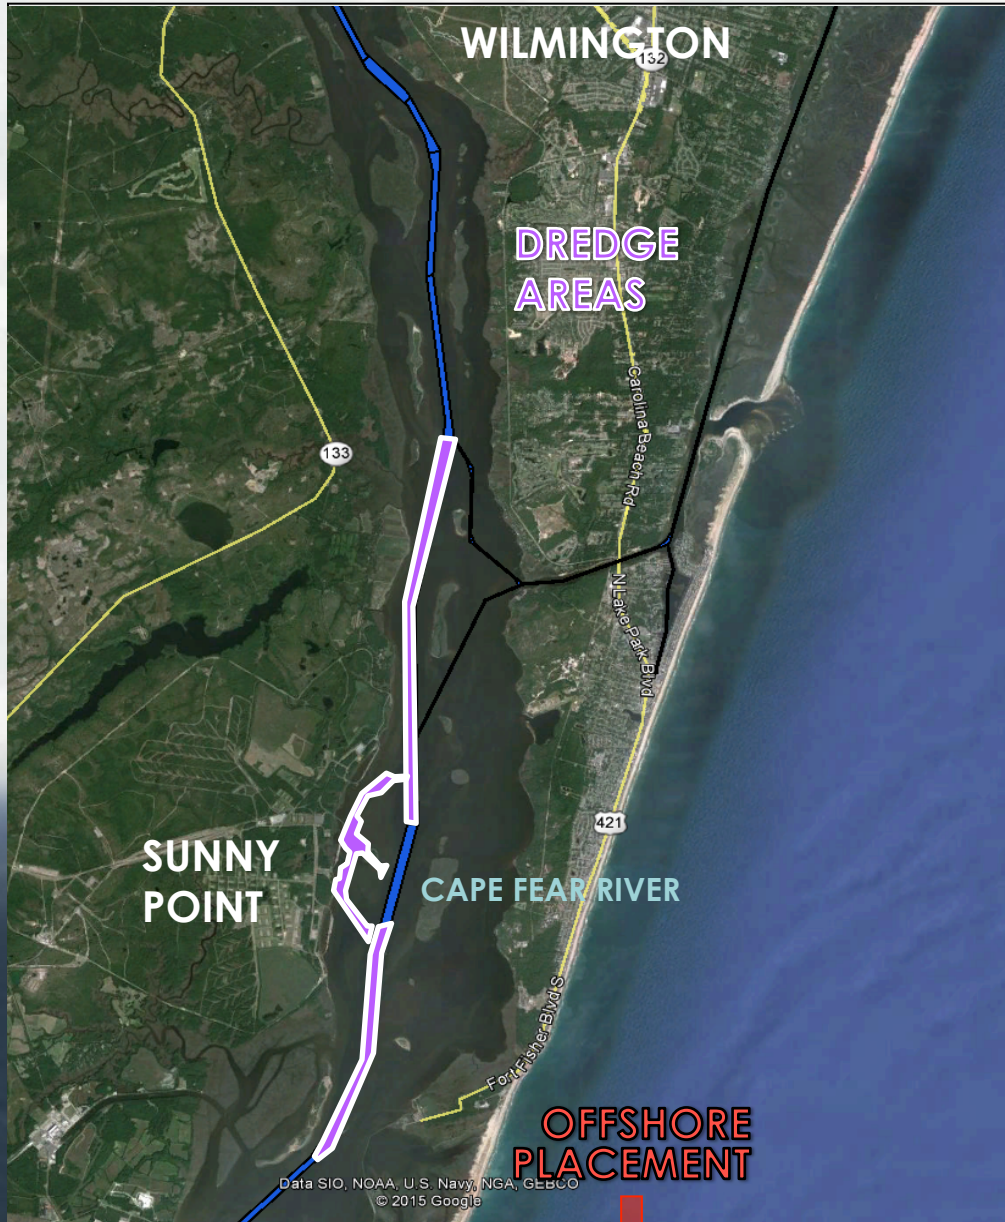 WILMINGTON
132
DREDGE
AREAS
Carolina Beach Rd
133
N Lake Park Blvd
421
SUNNY
POINT
CAPE FEAR RIVER
Fort Fisher Blvd S
OFFSHORE
PLACEMENT
Data SIO, NOAA, U.S. Navy, NGA, GEBCO
© 2015 Google